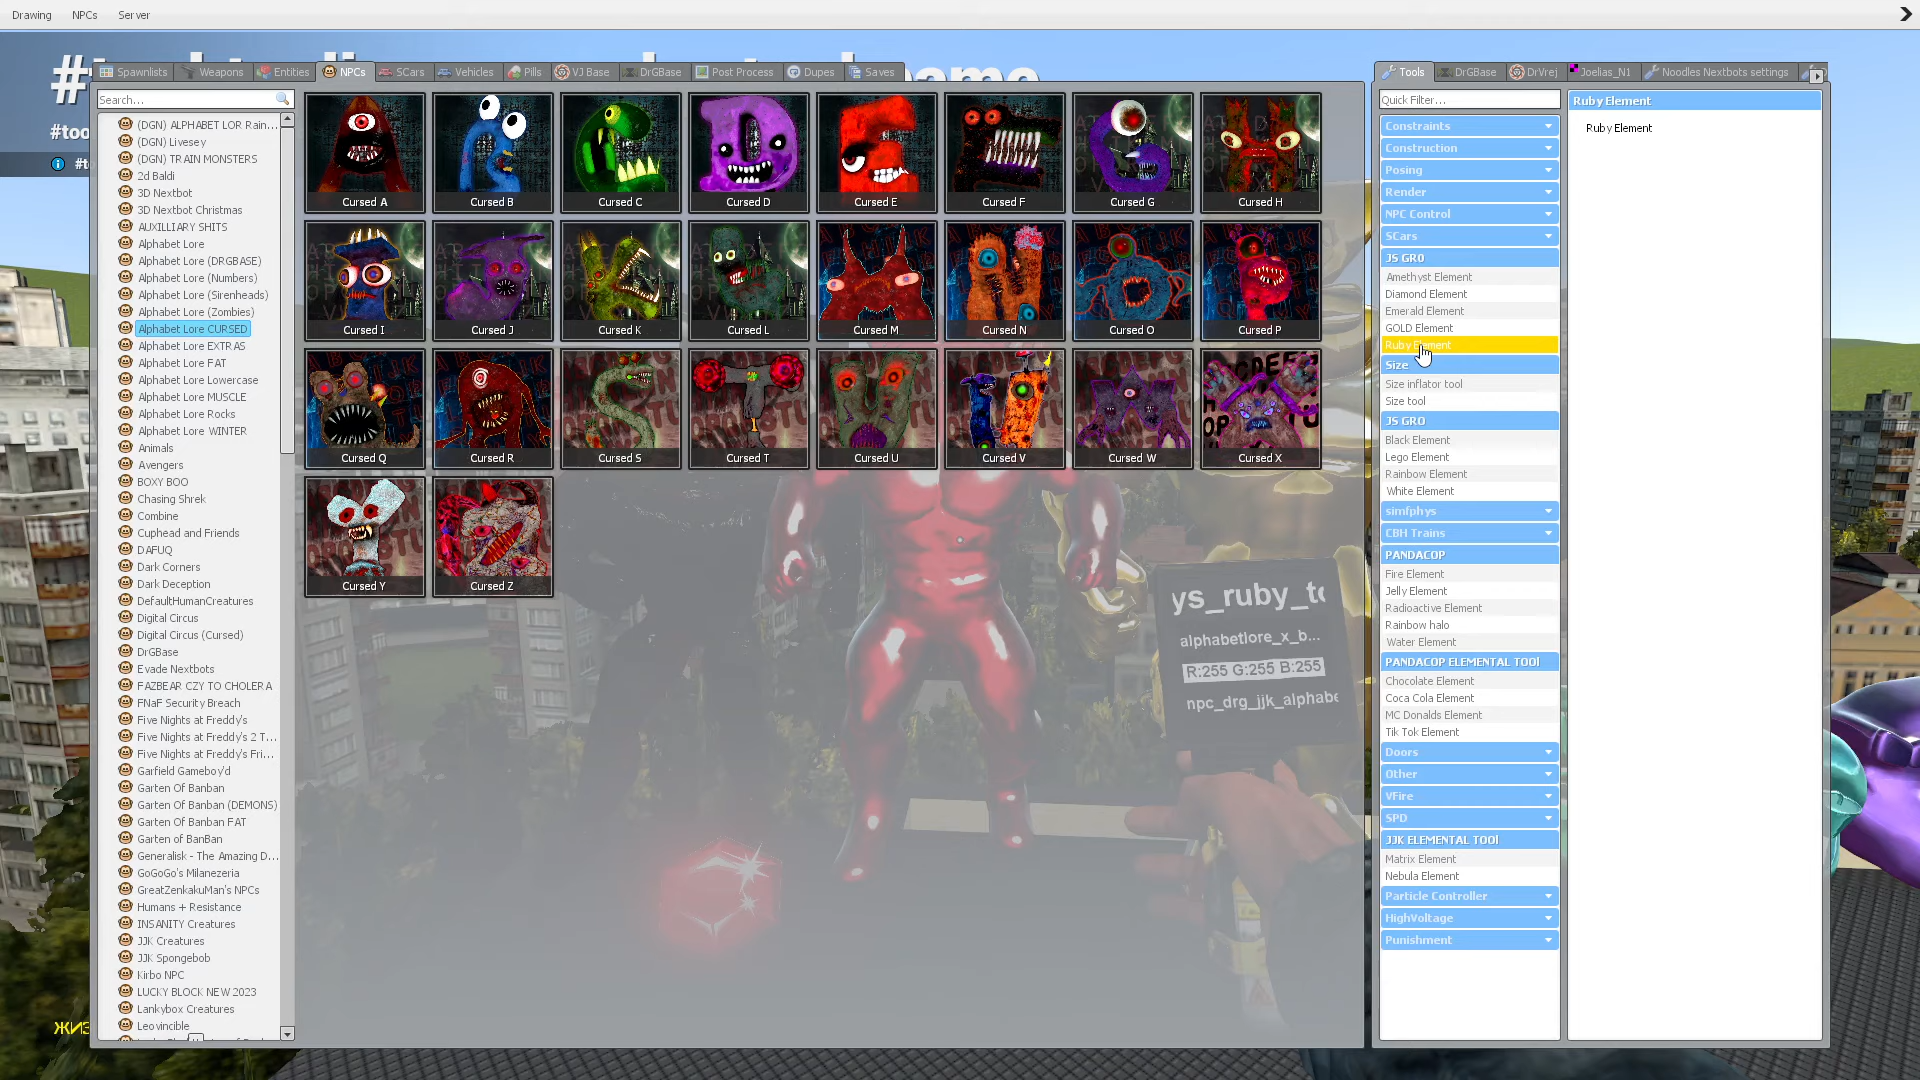 Drawing NPCs Server
Spawnlists Weapons Entities NPCs SCars Vehicles Pills VJ Base DrGBase Post Process Dupes Saves
Search...
(DGN) ALPHABET LOR Rain...
(DGN) Livesey
(DGN) TRAIN MONSTERS
2d Baldi
3D Nextbot
3D Nextbot Christmas
AUXILLIARY SHITS
Alphabet Lore
Alphabet Lore (DRGBASE)
Alphabet Lore (Numbers)
Alphabet Lore (Sirenheads)
Alphabet Lore (Zombies)
Alphabet Lore CURSED
Alphabet Lore EXTRAS
Alphabet Lore FAT
Alphabet Lore Lowercase
Alphabet Lore MUSCLE
Alphabet Lore Rocks
Alphabet Lore WINTER
Animals
Avengers
BOXY BOO
Chasing Shrek
Combine
Cuphead and Friends
DAFUQ
Dark Corners
Dark Deception
DefaultHumanCreatures
Digital Circus
Digital Circus (Cursed)
DrGBase
Evade Nextbots
FAZBEAR CZY TO CHOLERA
FNaF Security Breach
Five Nights at Freddy's
Five Nights at Freddy's 2 T...
Five Nights at Freddy's Fri...
Garfield Gameboy'd
Garten Of Banban
Garten Of Banban (DEMONS)
Garten Of Banban FAT
Garten of BanBan
Generalisk - The Amazing D...
GoGoGo's Milanezeria
GreatZenkakuMan's NPCs
Humans + Resistance
INSANITY Creatures
JJK Creatures
JJK Spongebob
Kirbo NPC
LUCKY BLOCK NEW 2023
Lankybox Creatures
Leovincible
Cursed A Cursed B Cursed C Cursed D Cursed E Cursed F Cursed G Cursed H
Cursed I Cursed J Cursed K Cursed L Cursed M Cursed N Cursed O Cursed P
Cursed Q Cursed R Cursed S Cursed T Cursed U Cursed V Cursed W Cursed X
Cursed Y Cursed Z
ys_ruby_to
alphabetlore_x_b...
R:255 G:255 B:255
npc_drg_jjk_alphabe
Tools DrGBase DrVrej Joelias_N1 Noodles Nextbots settings
Quick Filter...
Constraints
Construction
Posing
Render
NPC Control
SCars
JS GRO
Amethyst Element
Diamond Element
Emerald Element
GOLD Element
Ruby Element
Size
Size inflator tool
Size tool
JS GRO
Black Element
Lego Element
Rainbow Element
White Element
simfphys
CBH Trains
PANDACOP
Fire Element
Jelly Element
Radioactive Element
Rainbow halo
Water Element
PANDACOP ELEMENTAL TOOl
Chocolate Element
Coca Cola Element
MC Donalds Element
Tik Tok Element
Doors
Other
VFire
SPD
JJK ELEMENTAL TOOl
Matrix Element
Nebula Element
Particle Controller
HighVoltage
Punishment
Ruby Element
Ruby Element
#too
#to
ЖИЗ